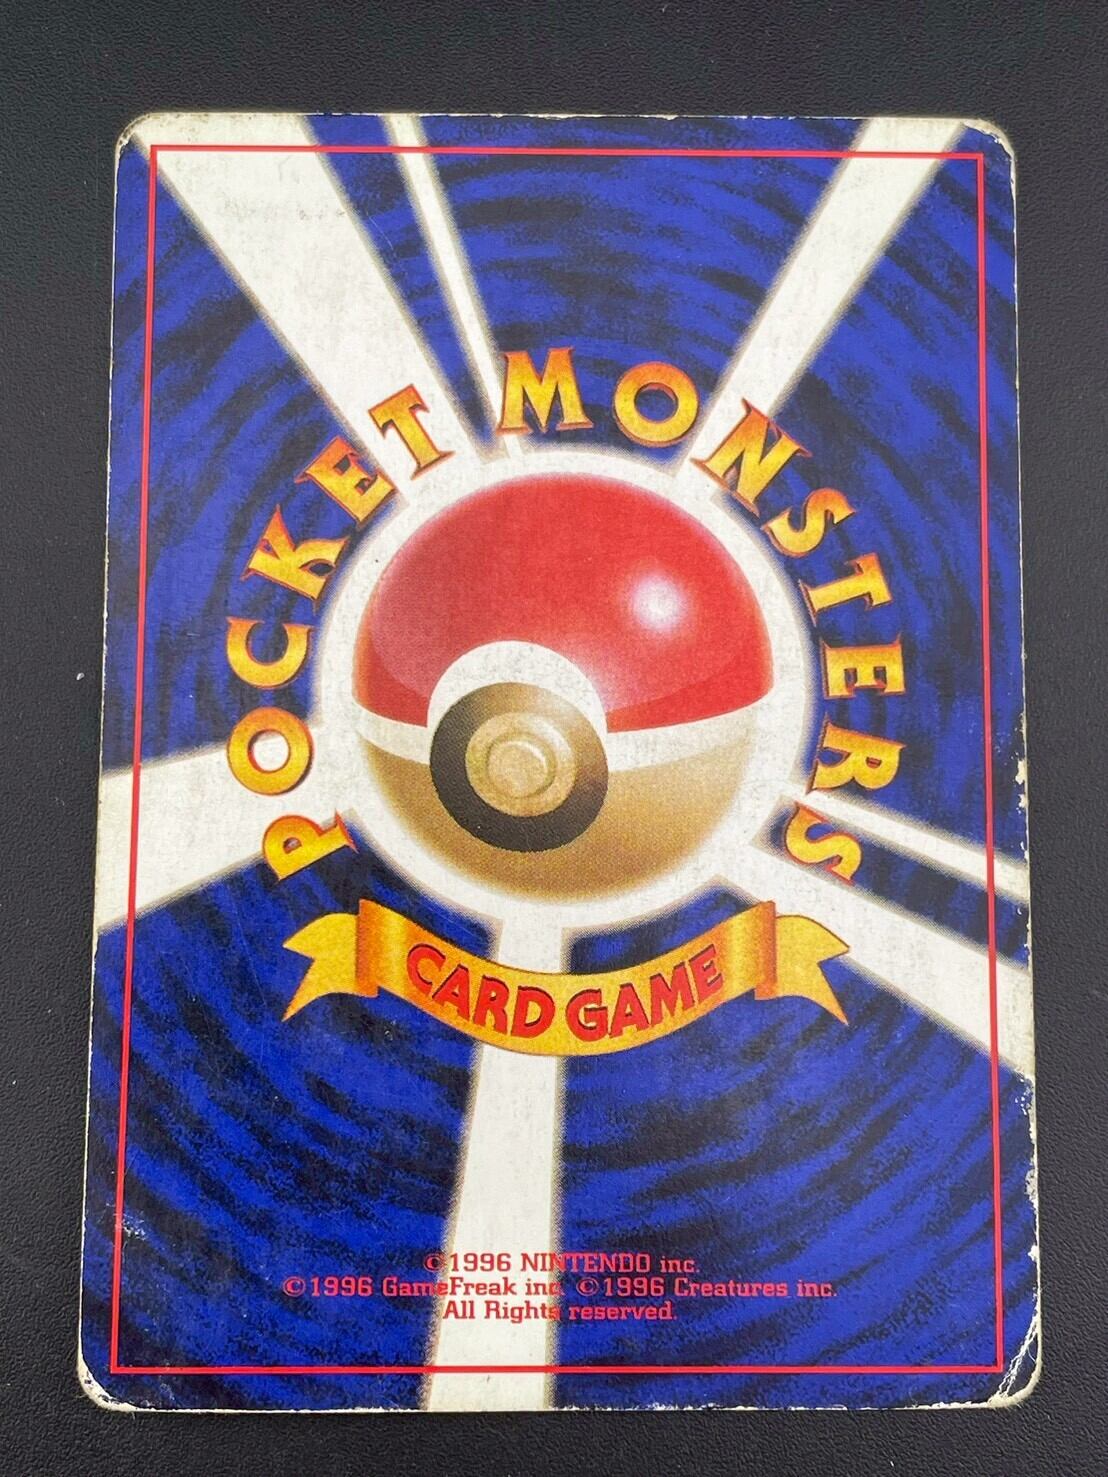 POCKET MONSTERS
CARD GAME
©1996 NINTENDO inc.
©1996 GameFreak inc. ©1996 Creatures inc.
All Rights reserved.